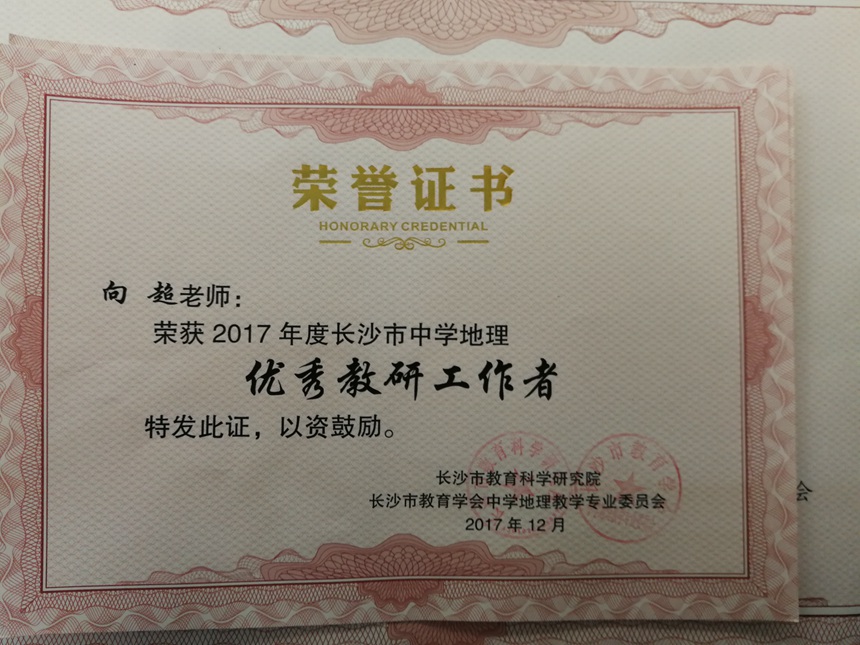 荣誉证书
HONORARY CREDENTIAL
向 超老师：
荣获 2017 年度长沙市中学地理
优秀教研工作者
特发此证，以资鼓励。
长沙市教育科学研究院
长沙市教育学会中学地理教学专业委员会
2017 年 12 月
会